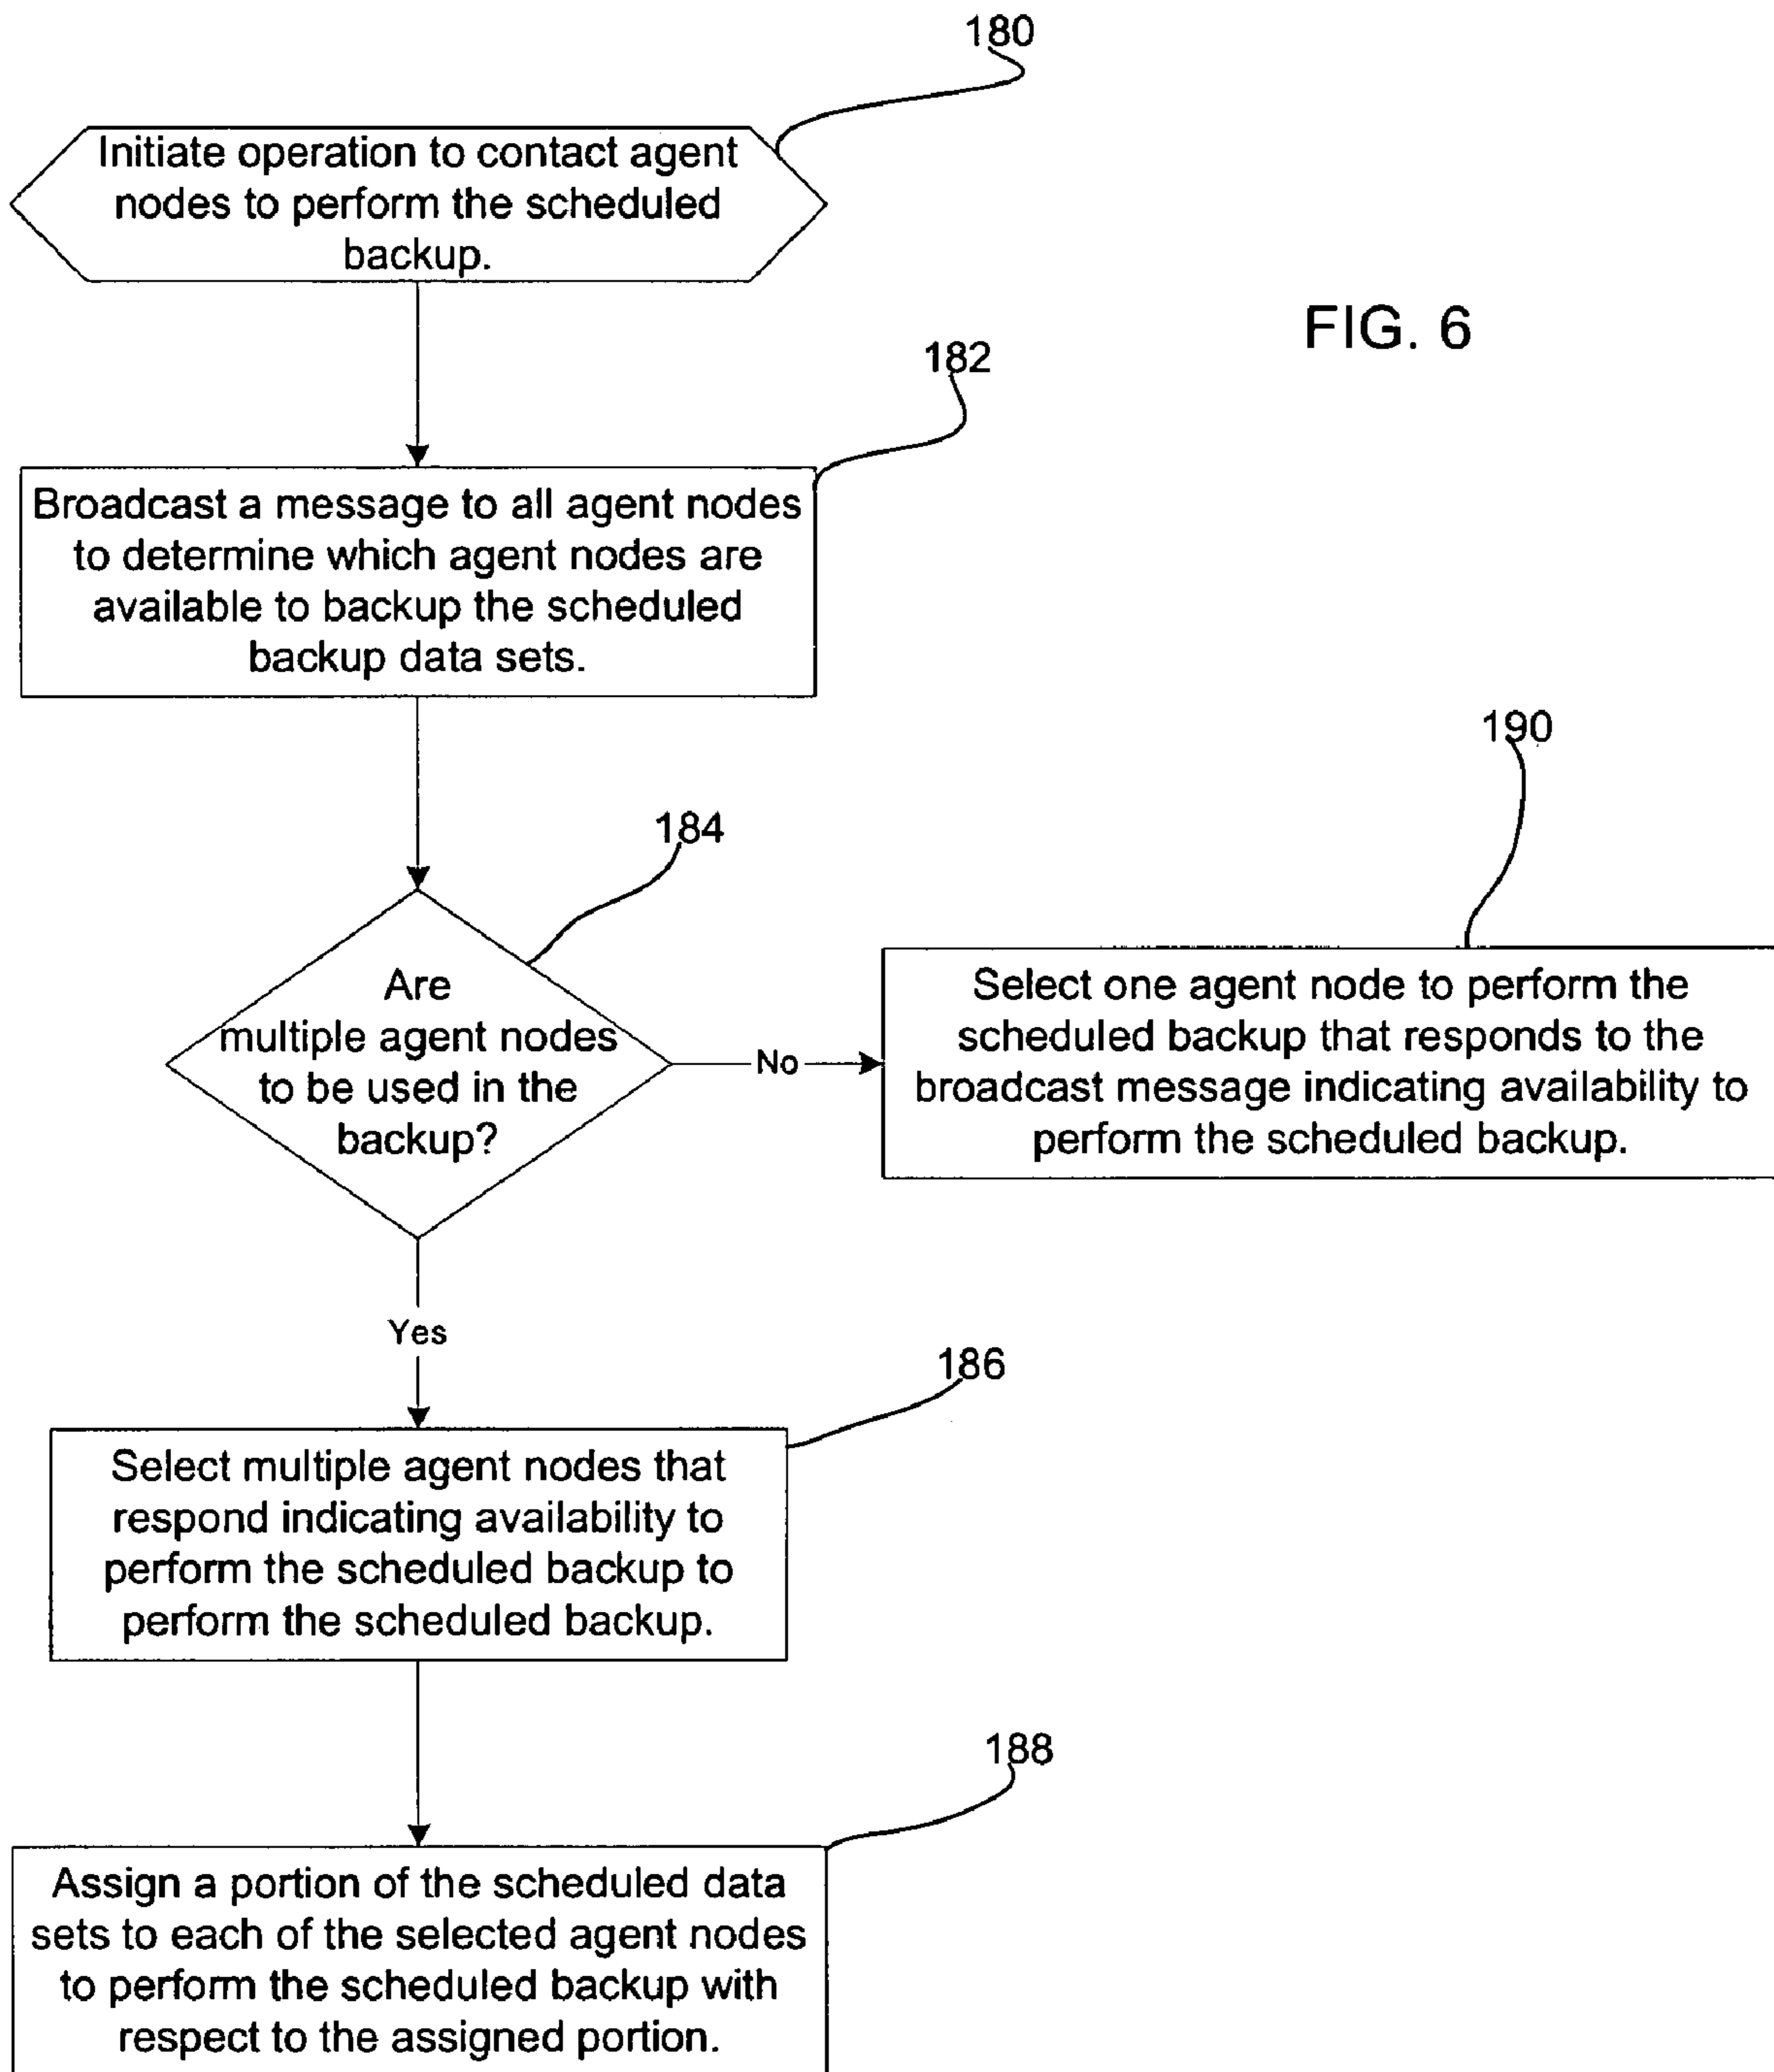 180
Initiate operation to contact agent
nodes to perform the scheduled
backup.
FIG. 6
182
Broadcast a message to all agent nodes
to determine which agent nodes are
available to backup the scheduled
backup data sets.
190
184
Are
multiple agent nodes
to be used in the
backup?
No
Select one agent node to perform the
scheduled backup that responds to the
broadcast message indicating availability to
perform the scheduled backup.
Yes
186
Select multiple agent nodes that
respond indicating availability to
perform the scheduled backup to
perform the scheduled backup.
188
Assign a portion of the scheduled data
sets to each of the selected agent nodes
to perform the scheduled backup with
respect to the assigned portion.